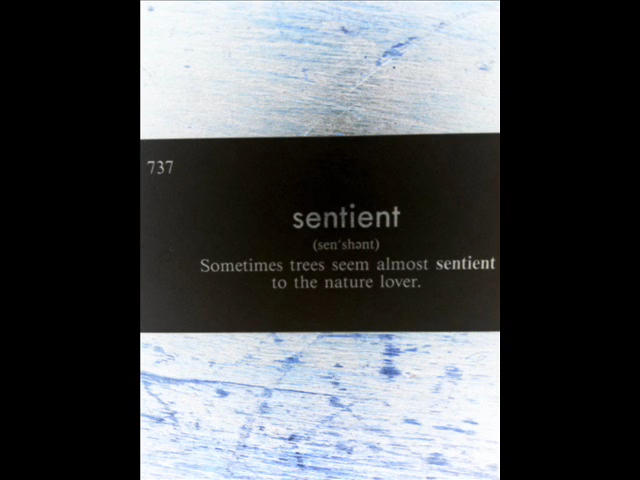 737
sentient
(sen′shənt)
Sometimes trees seem almost sentient
to the nature lover.